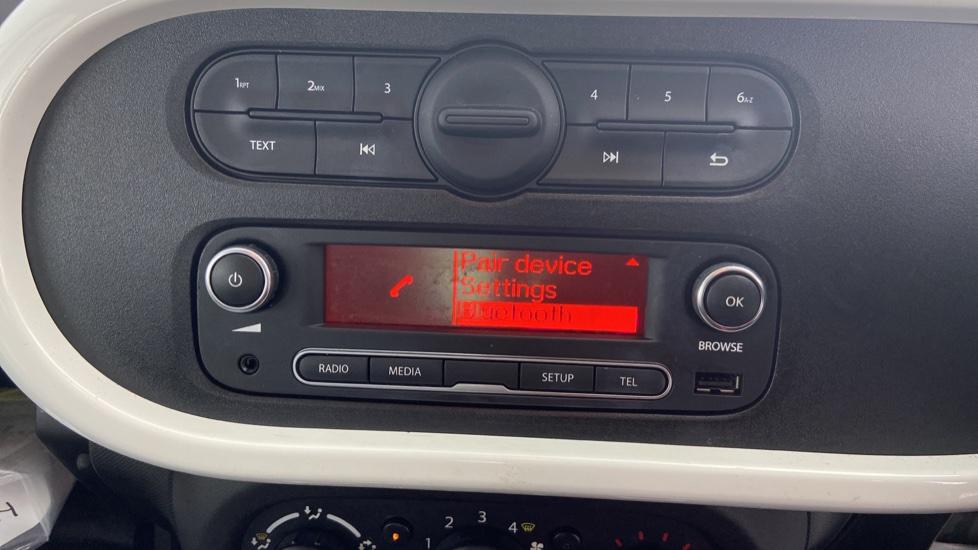 1RPT 2MIX 3 4 5 6A-Z
TEXT
Pair device
Settings
Bluetooth
OK
BROWSE
RADIO MEDIA SETUP TEL
1 2 3 4